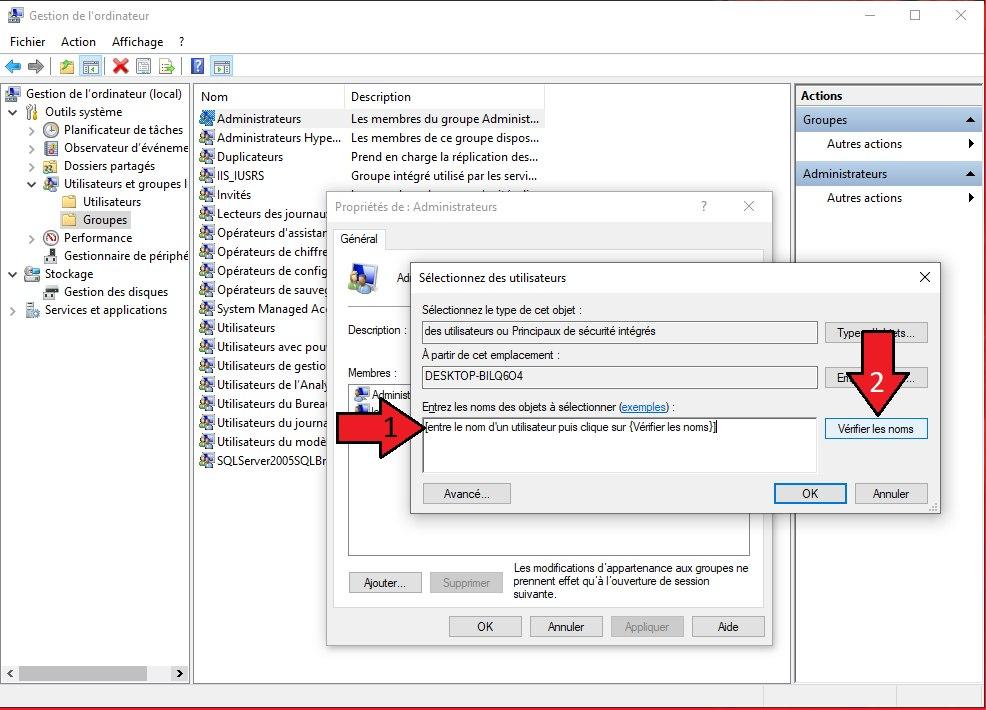 Gestion de l'ordinateur
Fichier Action Affichage ?
Gestion de l'ordinateur (local)
Outils système
Planificateur de tâches
Observateur d'événeme
Dossiers partagés
Utilisateurs et groupes l
Utilisateurs
Groupes
Performance
Gestionnaire de périphé
Stockage
Gestion des disques
Services et applications
Nom Description
Administrateurs Les membres du groupe Administ...
Administrateurs Hype... Les membres de ce groupe dispos...
Duplicateurs Prend en charge la réplication des...
IIS_IUSRS Groupe intégré utilisé par les servi...
Invités
Lecteurs des journau
Opérateurs d'assistan
Opérateurs de chiffre
Opérateurs de config
Opérateurs de sauveg
System Managed Acc
Utilisateurs
Utilisateurs avec pou
Utilisateurs de gestio
Utilisateurs de l'Analy
Utilisateurs du Burea
Utilisateurs du journa
Utilisateurs du modè
SQLServer2005SQLBr
Actions
Groupes
Autres actions
Administrateurs
Autres actions
Propriétés de : Administrateurs ?
Général
Ad
Description :
Membres :
Administ
Ajouter...
Supprimer
Les modifications d'appartenance aux groupes ne
prennent effet qu'à l'ouverture de session
suivante.
OK Annuler Appliquer Aide
Sélectionnez des utilisateurs
Sélectionnez le type de cet objet :
des utilisateurs ou Principaux de sécurité intégrés
À partir de cet emplacement :
DESKTOP-BILQ6O4
Entrez les noms des objets à sélectionner (exemples) :
[entre le nom d'un utilisateur puis clique sur {Vérifier les noms}]
Vérifier les noms
Avancé...
OK
Annuler
1
2